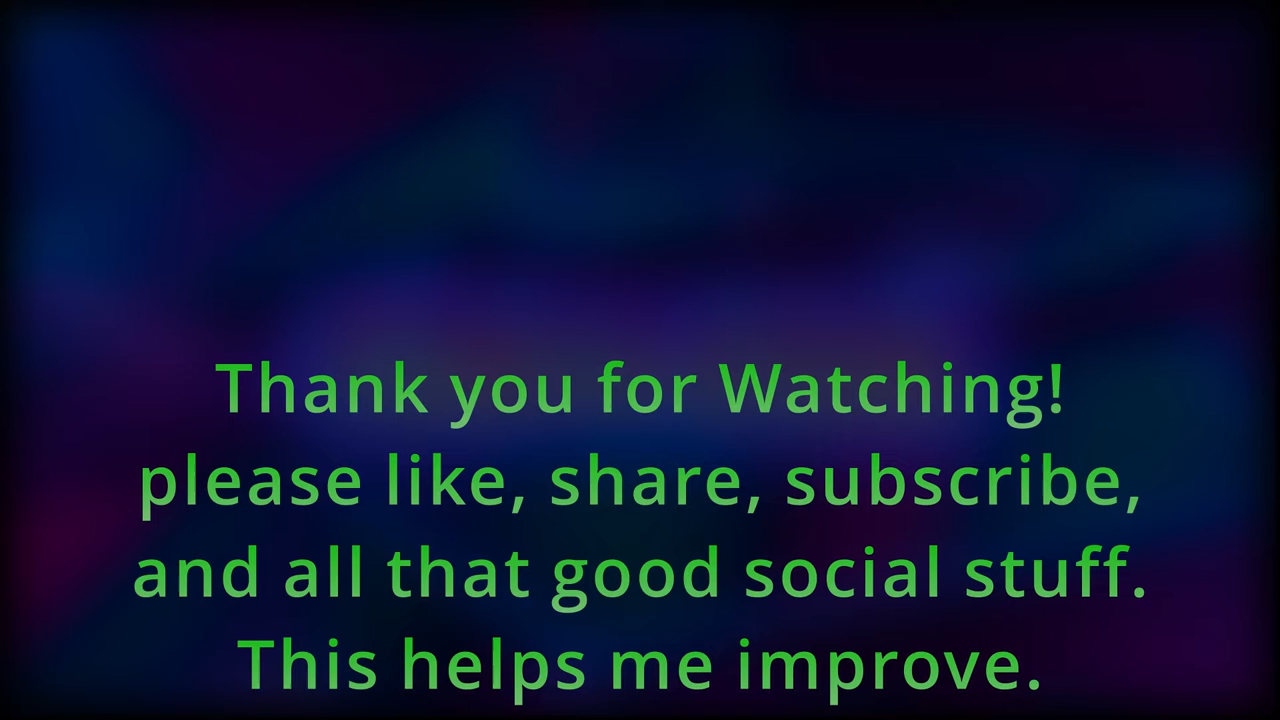 Thank you for Watching!
please like, share, subscribe,
and all that good social stuff.
This helps me improve.